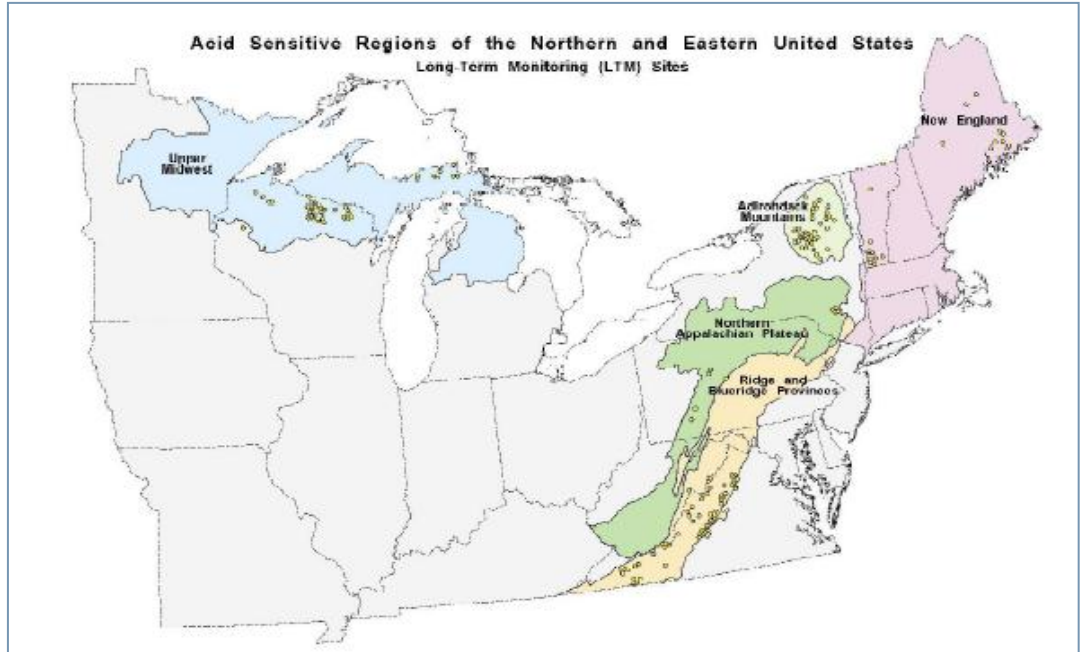 Acid Sensitive Regions of the Northern and Eastern United States
Long-Term Monitoring (LTM) Sites
New England
Upper
Midwest
Adirondack
Mountains
Northern
Appalachian Plateau
Ridge and
Blueridge Provinces